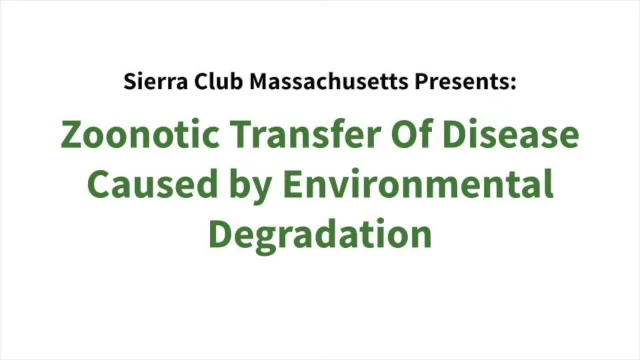 Sierra Club Massachusetts Presents:
Zoonotic Transfer Of Disease
Caused by Environmental
Degradation